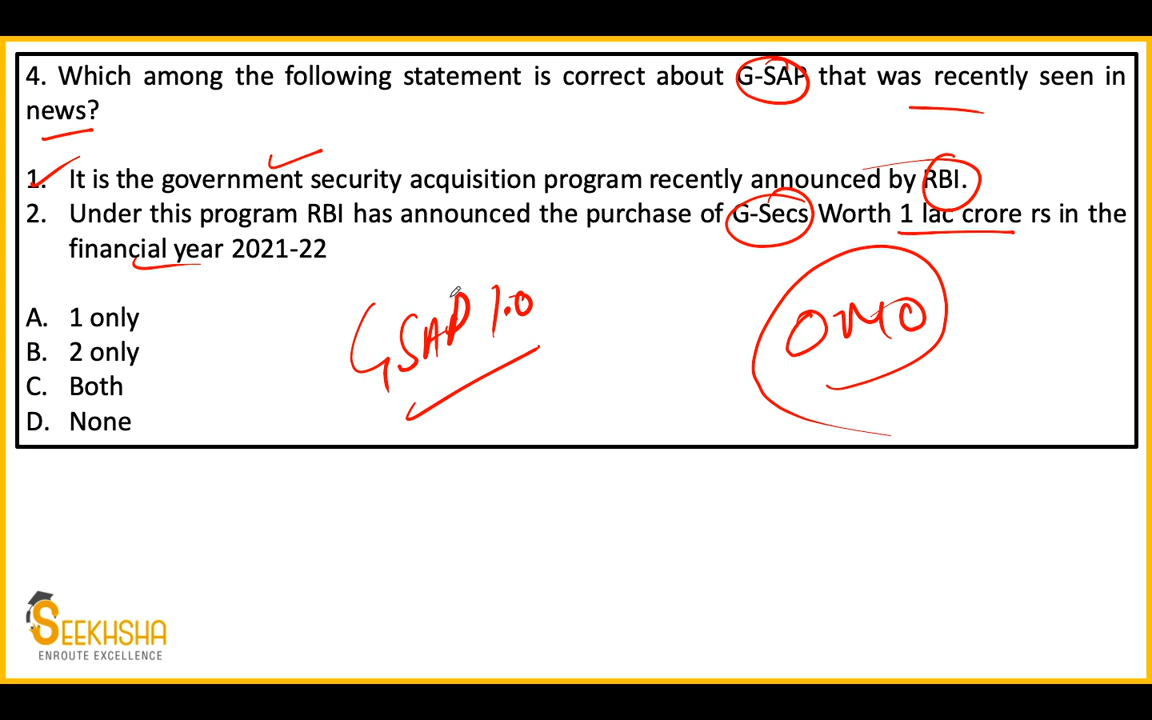 4. Which among the following statement is correct about G-SAP that was recently seen in
news?
1. It is the government security acquisition program recently announced by RBI.
2. Under this program RBI has announced the purchase of G-Secs Worth 1 lac crore rs in the
financial year 2021-22
GSAP 1.0
OMO
A. 1 only
B. 2 only
C. Both
D. None
SEEKHSHA
ENROUTE EXCELLENCE